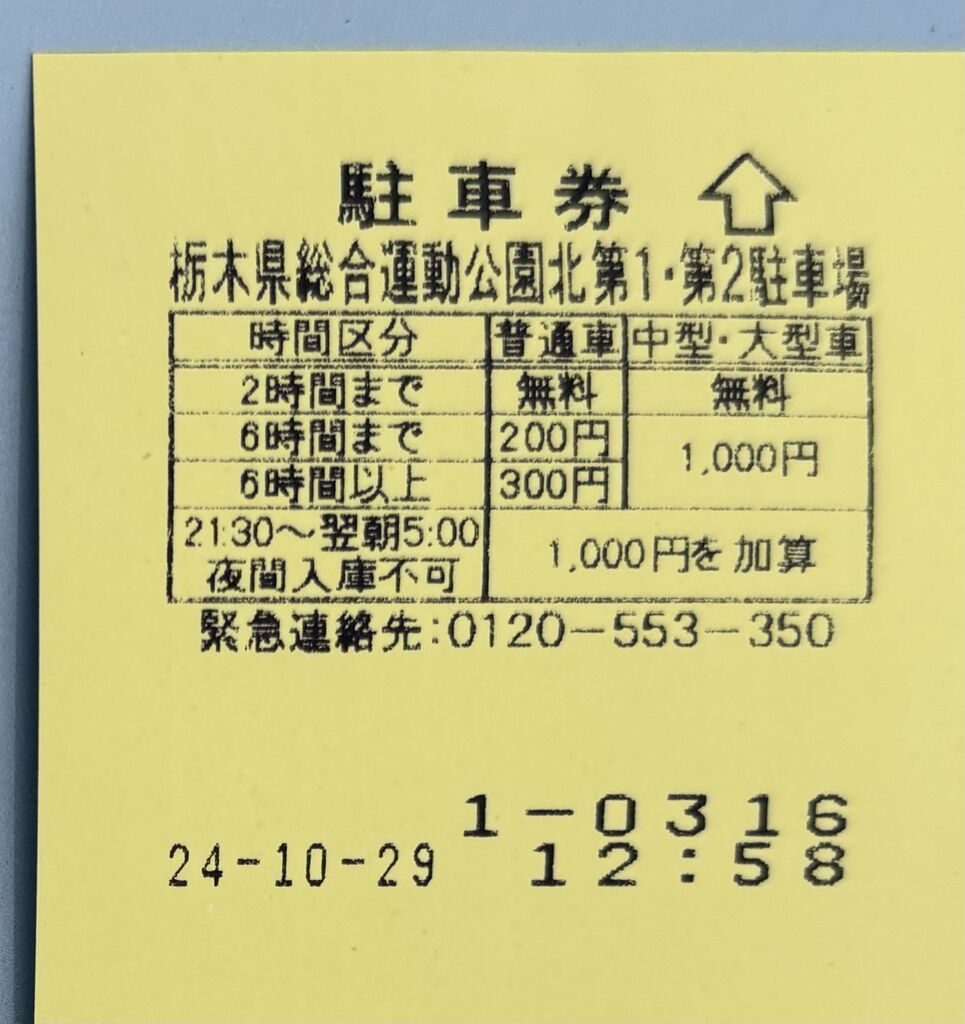 駐車券
栃木県総合運動公園北第1・第2駐車場
時間区分 普通車 中型・大型車
2時間まで 無料 無料
6時間まで 200円 1,000円
6時間以上 300円
21:30～翌朝5:00 1,000円を加算
夜間入庫不可
緊急連絡先:0120-553-350
1-0316
24-10-29 12:58